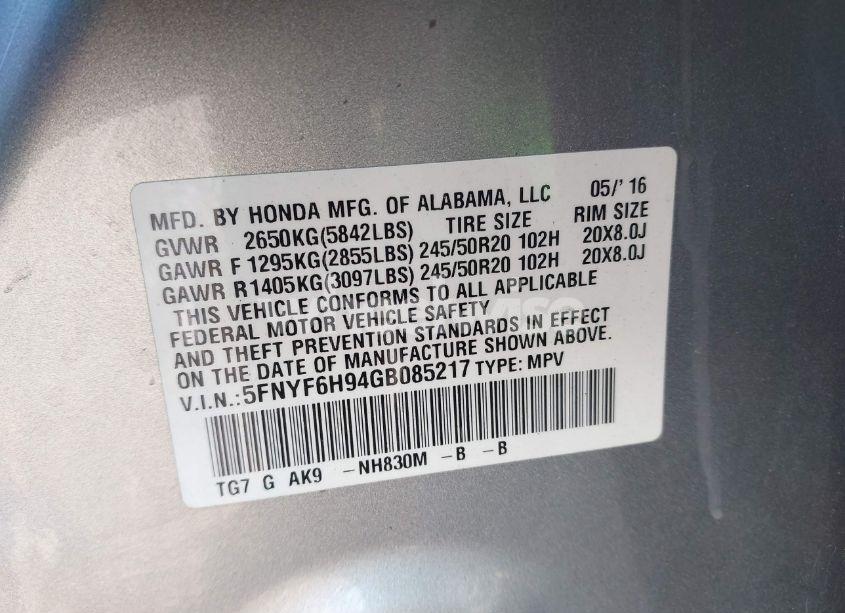 MFD. BY HONDA MFG. OF ALABAMA, LLC 05/'16
GVWR 2650KG(5842LBS) TIRE SIZE RIM SIZE
GAWR F 1295KG(2855LBS) 245/50R20 102H 20X8.0J
GAWR R 1405KG(3097LBS) 245/50R20 102H 20X8.0J
THIS VEHICLE CONFORMS TO ALL APPLICABLE
FEDERAL MOTOR VEHICLE SAFETY
AND THEFT PREVENTION STANDARDS IN EFFECT
ON THE DATE OF MANUFACTURE SHOWN ABOVE.
V.I.N.:5FNYF6H94GB085217 TYPE: MPV
TG7 G AK9 -NH830M -B -B